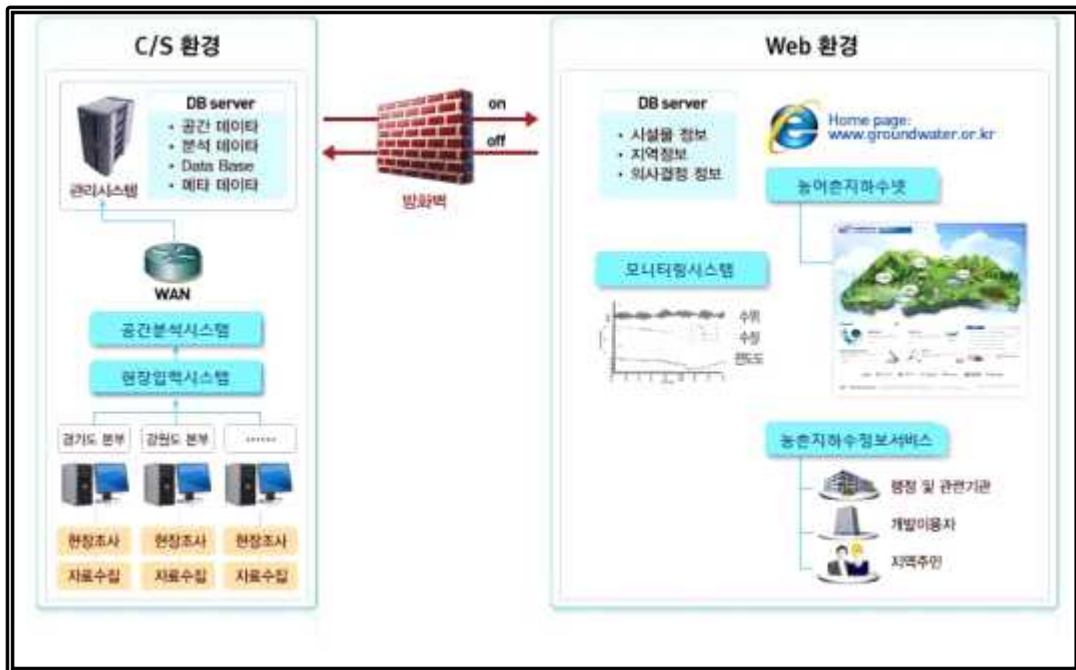 C/S 환경
DB server
• 공간 데이타
• 분석 데이타
• Data Base
• 메타 데이타
관리시스템
WAN
공간분석시스템
현장입력시스템
경기도 본부
강원도 본부
......
현장조사
현장조사
현장조사
자료수집
자료수집
자료수집
on
off
방화벽
Web 환경
DB server
• 시설물 정보
• 지역정보
• 의사결정 정보
Home page:
www.groundwater.or.kr
농어촌지하수넷
모니터링시스템
수위
수질
전도도
농촌지하수정보서비스
행정 및 관련기관
개발이용자
지역주민